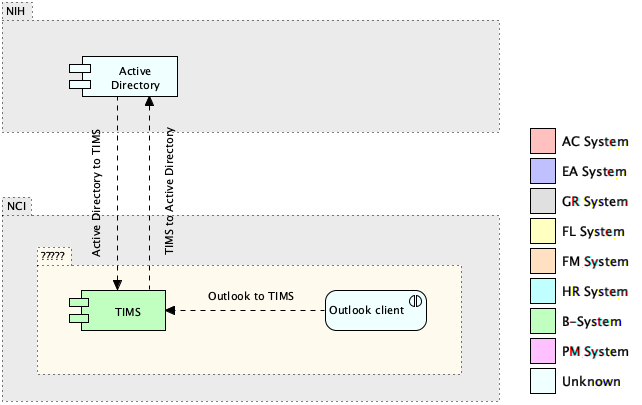 NIH
Active
Directory
Active Directory to TIMS
TIMS to Active Directory
NCI
?????
TIMS
Outlook to TIMS
Outlook client
AC System
EA System
GR System
FL System
FM System
HR System
B-System
PM System
Unknown